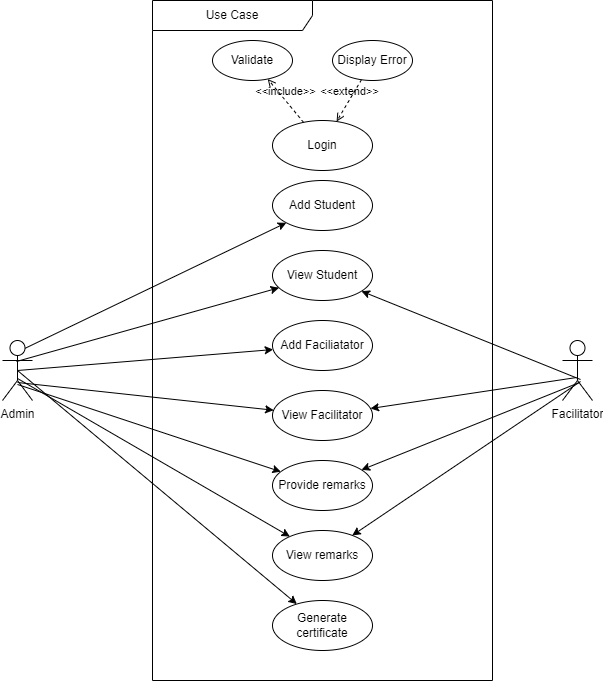 Use Case
Validate
Display Error
<<include>>
<<extend>>
Login
Add Student
View Student
Add Faciliatator
View Facilitator
Admin
Facilitator
Provide remarks
View remarks
Generate
certificate